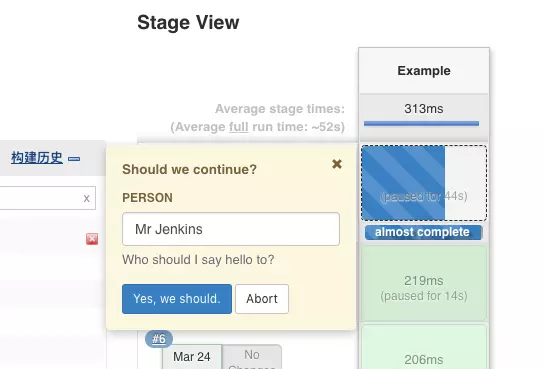 Stage View
Example
Average stage times:
(Average full run time: ~52s)
313ms
构建历史
x
Should we continue?
PERSON
Mr Jenkins
Who should I say hello to?
Yes, we should.
Abort
(paused for 44s)
almost complete
219ms
(paused for 14s)
#6
Mar 24
No
Changes
206ms